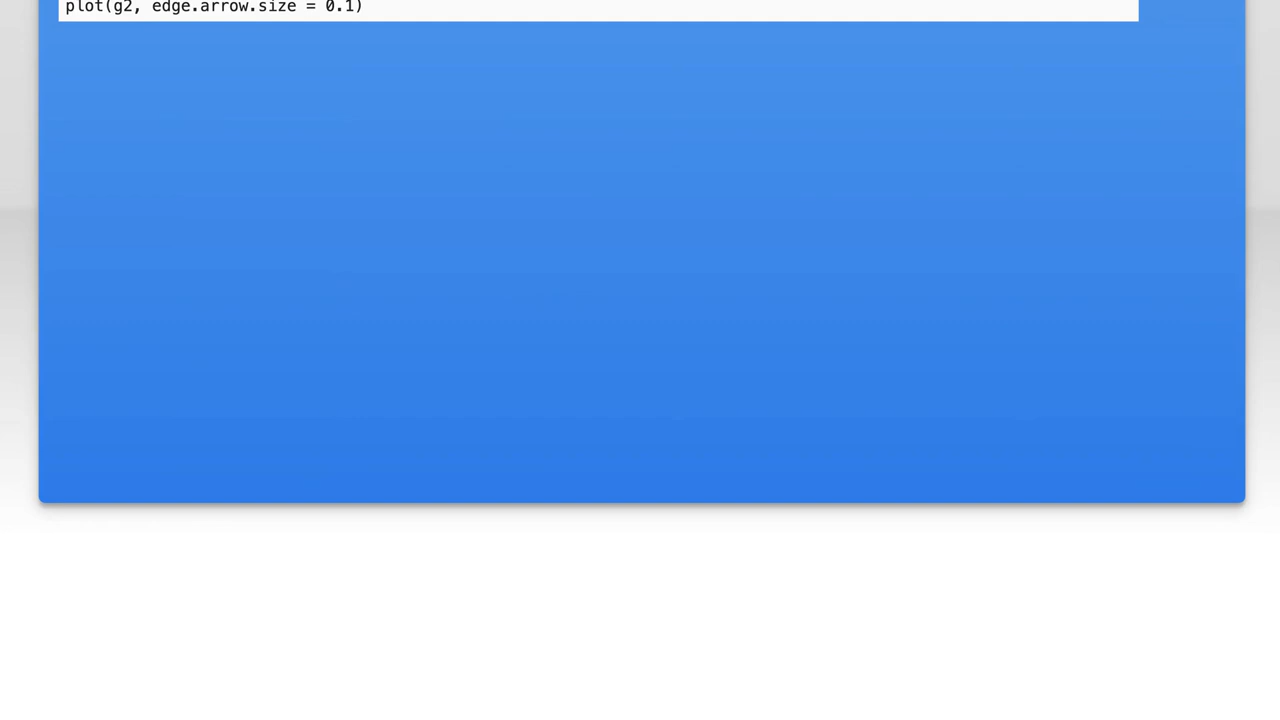 plot(g2, edge.arrow.size = 0.1)